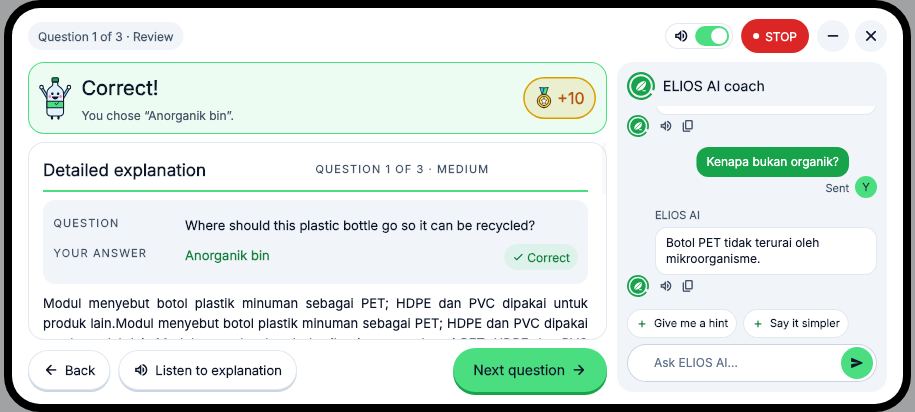 Question 1 of 3 · Review
STOP
Correct!
You chose “Anorganik bin”.
+10
Detailed explanation
QUESTION 1 OF 3 · MEDIUM
QUESTION
Where should this plastic bottle go so it can be recycled?
YOUR ANSWER
Anorganik bin
Correct
Modul menyebut botol plastik minuman sebagai PET; HDPE dan PVC dipakai untuk
produk lain.Modul menyebut botol plastik minuman sebagai PET; HDPE dan PVC dipakai
Back
Listen to explanation
Next question
ELIOS AI coach
Kenapa bukan organik?
Sent
Y
ELIOS AI
Botol PET tidak terurai oleh
mikroorganisme.
+ Give me a hint
+ Say it simpler
Ask ELIOS AI...